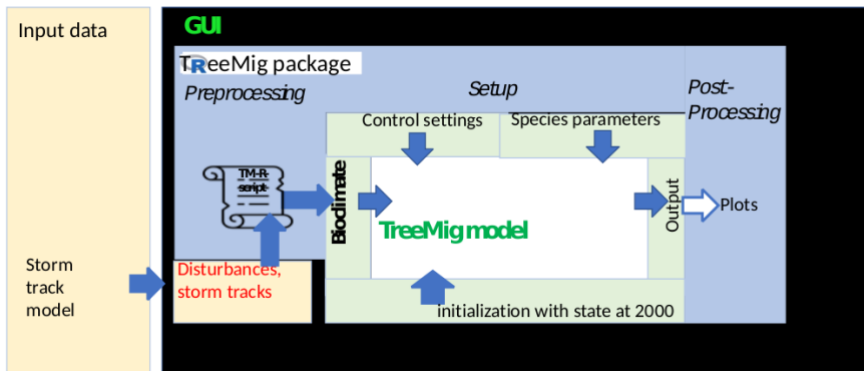 Input data
GUI
TReeMig package
Preprocessing
Setup
Post-
Processing
Control settings
Species parameters
TM-R-
script
Bioclimate
TreeMig model
Output
Plots
Storm
track
model
Disturbances,
storm tracks
initialization with state at 2000